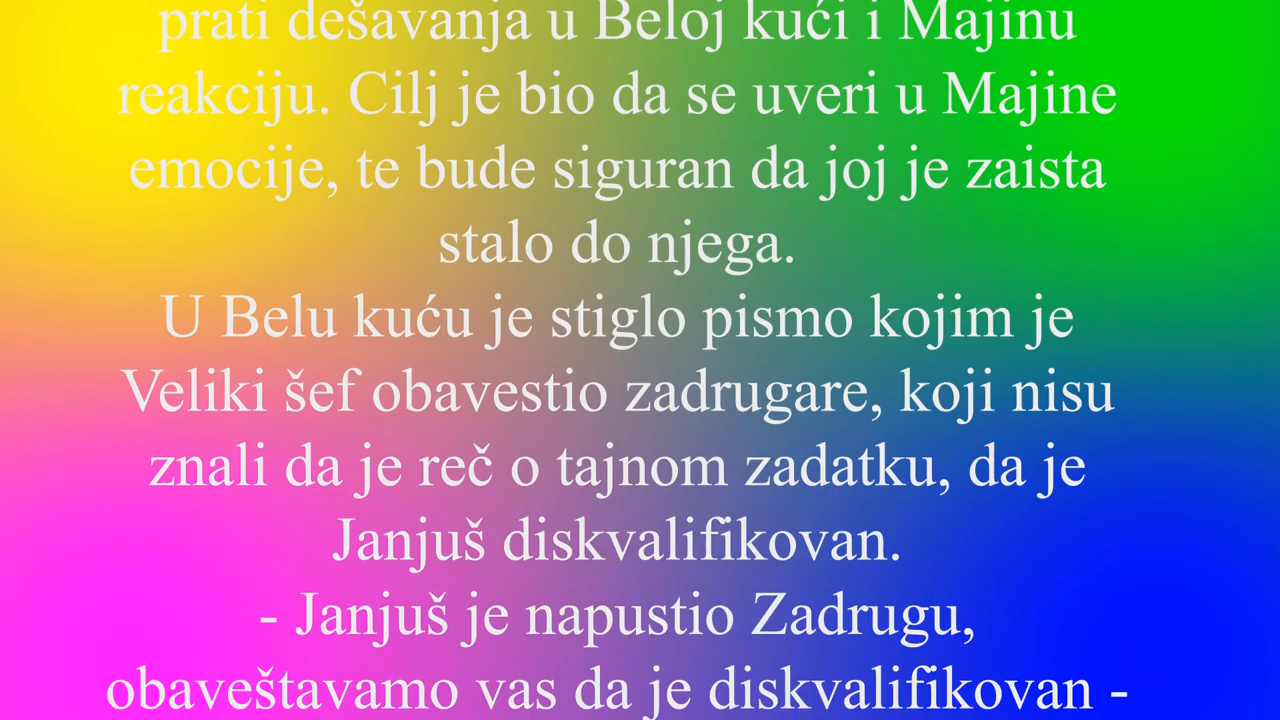 prati dešavanja u Beloj kući i Majinu
reakciju. Cilj je bio da se uveri u Majine
emocije, te bude siguran da joj je zaista
stalo do njega.
U Belu kuću je stiglo pismo kojim je
Veliki šef obavestio zadrugare, koji nisu
znali da je reč o tajnom zadatku, da je
Janjuš diskvalifikovan.
- Janjuš je napustio Zadrugu,
obaveštavamo vas da je diskvalifikovan -